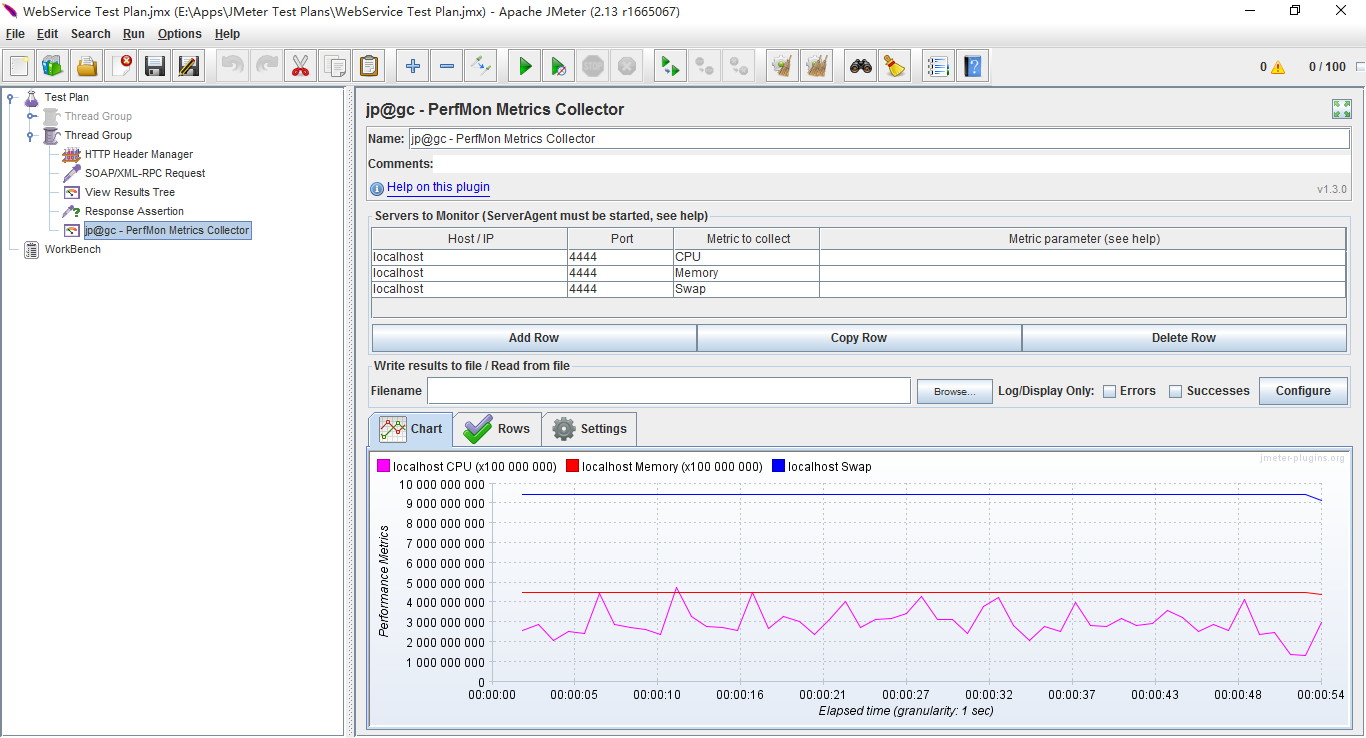 WebService Test Plan.jmx (E:\Apps\JMeter Test Plans\WebService Test Plan.jmx) - Apache JMeter (2.13 r1665067)
File Edit Search Run Options Help
STOP
0 0 / 100
Test Plan
Thread Group
Thread Group
HTTP Header Manager
SOAP/XML-RPC Request
View Results Tree
Response Assertion
jp@gc - PerfMon Metrics Collector
WorkBench
jp@gc - PerfMon Metrics Collector
Name: jp@gc - PerfMon Metrics Collector
Comments:
Help on this plugin v1.3.0
Servers to Monitor (ServerAgent must be started, see help)
Host / IP Port Metric to collect Metric parameter (see help)
localhost 4444 CPU
localhost 4444 Memory
localhost 4444 Swap
Add Row Copy Row Delete Row
Write results to file / Read from file
Filename Browse... Log/Display Only: Errors Successes Configure
Chart Rows Settings
localhost CPU (x100 000 000) localhost Memory (x100 000 000) localhost Swap
jmeter-plugins.org
10 000 000 000
9 000 000 000
8 000 000 000
7 000 000 000
6 000 000 000
5 000 000 000
4 000 000 000
3 000 000 000
2 000 000 000
1 000 000 000
0
Performance Metrics
00:00:00 00:00:05 00:00:10 00:00:16 00:00:21 00:00:27 00:00:32 00:00:37 00:00:43 00:00:48 00:00:54
Elapsed time (granularity: 1 sec)